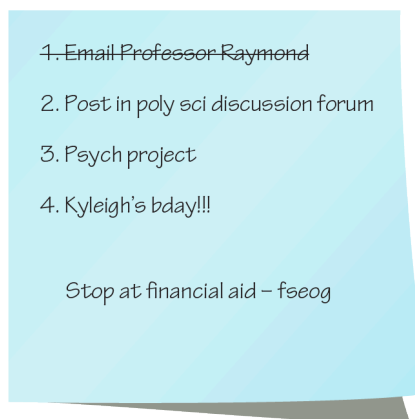 1. Email Professor Raymond
2. Post in poly sci discussion forum
3. Psych project
4. Kyleigh’s bday!!!
Stop at financial aid – fseog